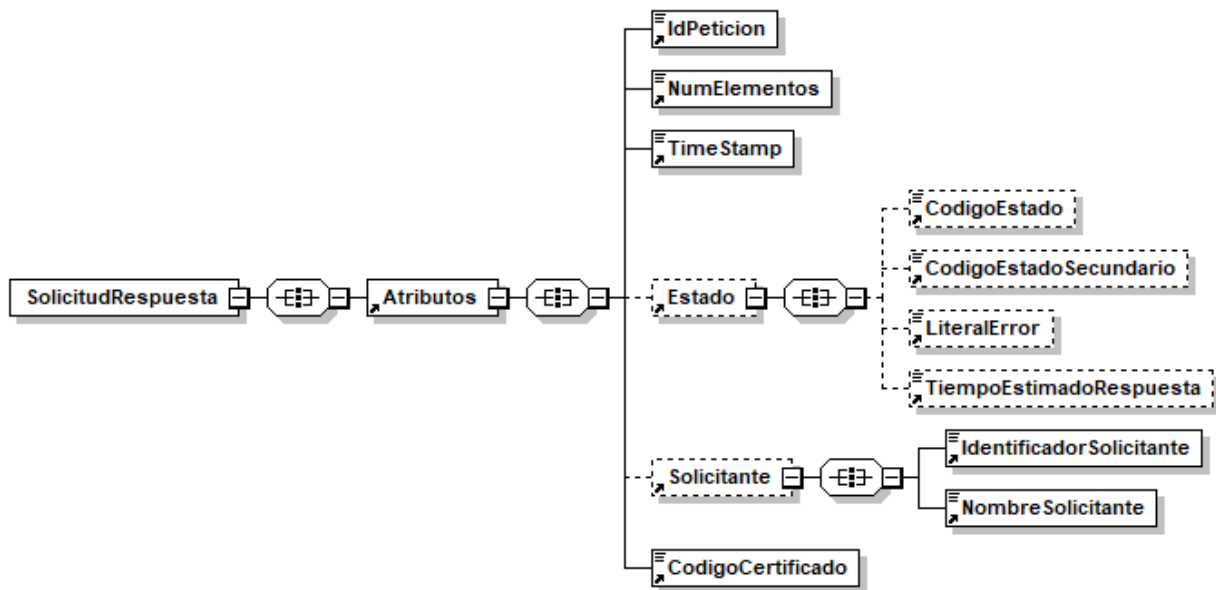 IdPeticion
NumElementos
TimeStamp
CodigoEstado
CodigoEstadoSecundario
SolicitudRespuesta
Atributos
Estado
LiteralError
TiempoEstimadoRespuesta
IdentificadorSolicitante
Solicitante
NombreSolicitante
CodigoCertificado